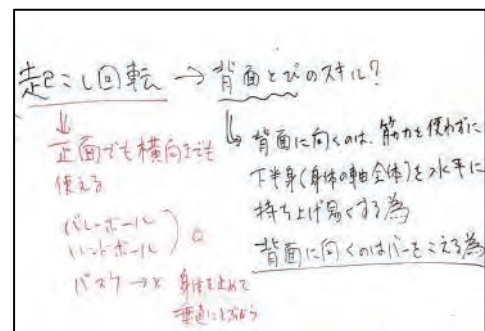 起こし回転 → 背面とびのスキル?
↓
正面でも横向きでも
使える
バレーボール
ハンドボール
バスケ → × 身体を止めて
垂直にとぶから
↳ 背面に向くのは、筋力を使わずに
下半身(身体の軸全体)を水平に
持ち上げ易くする為
背面に向くのはバーをこえる為